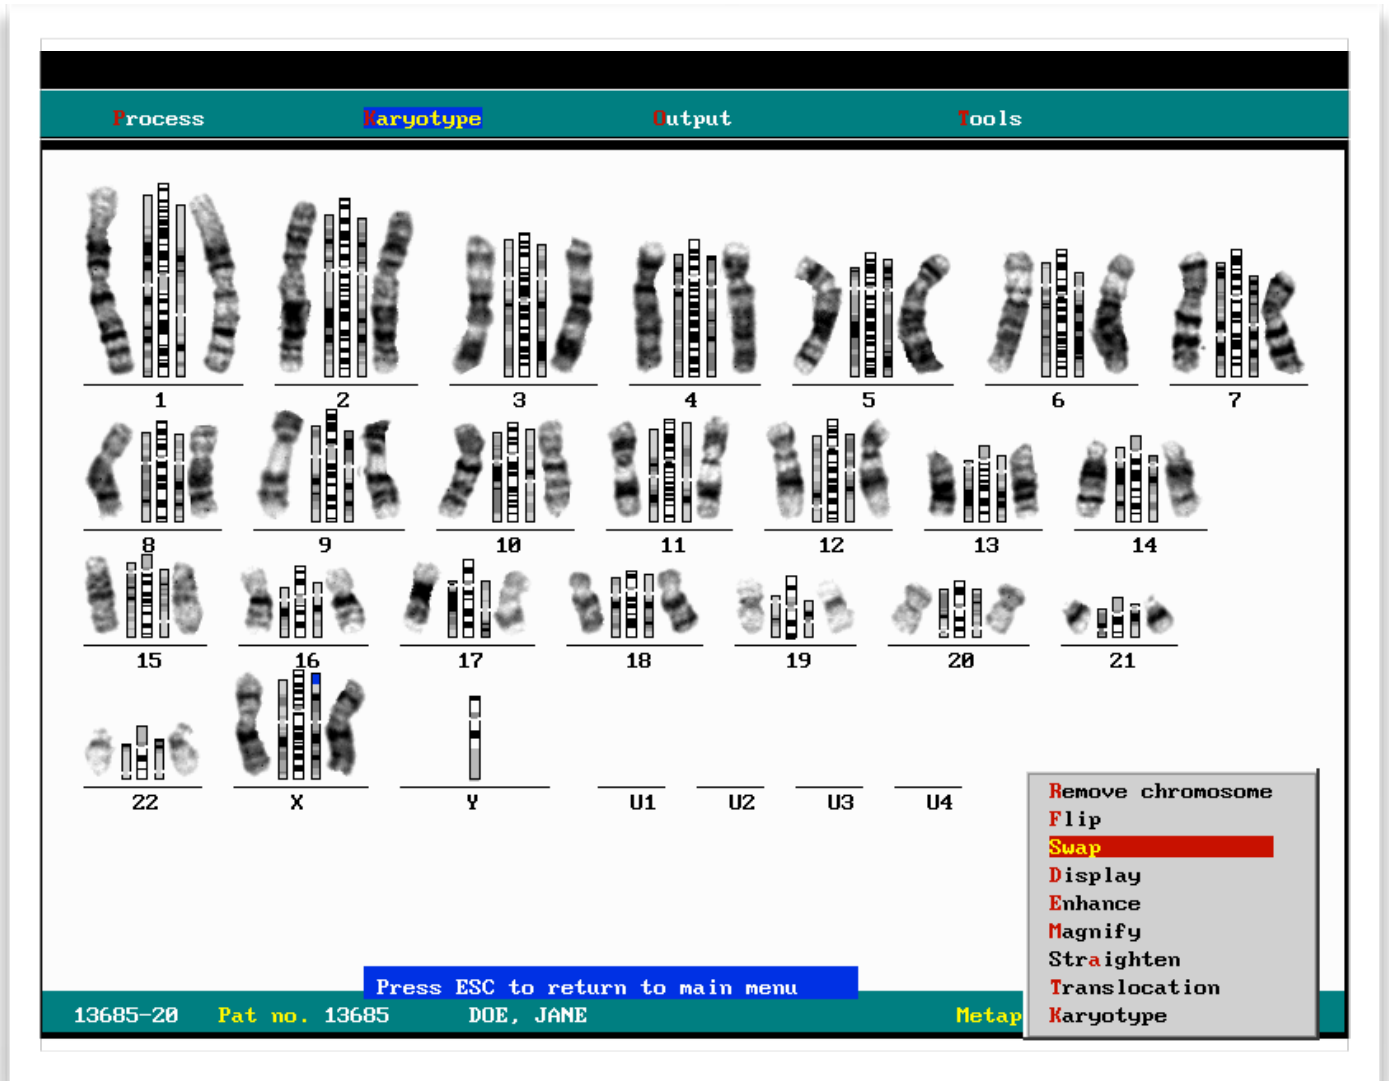 Process Karyotype Output Tools
1 2 3 4 5 6 7
8 9 10 11 12 13 14
15 16 17 18 19 20 21
22 X Y U1 U2 U3 U4
Remove chromosome
Flip
Swap
Display
Enhance
Magnify
Straighten
Translocation
Karyotype
Press ESC to return to main menu
13685-20 Pat no. 13685 DOE, JANE Metap